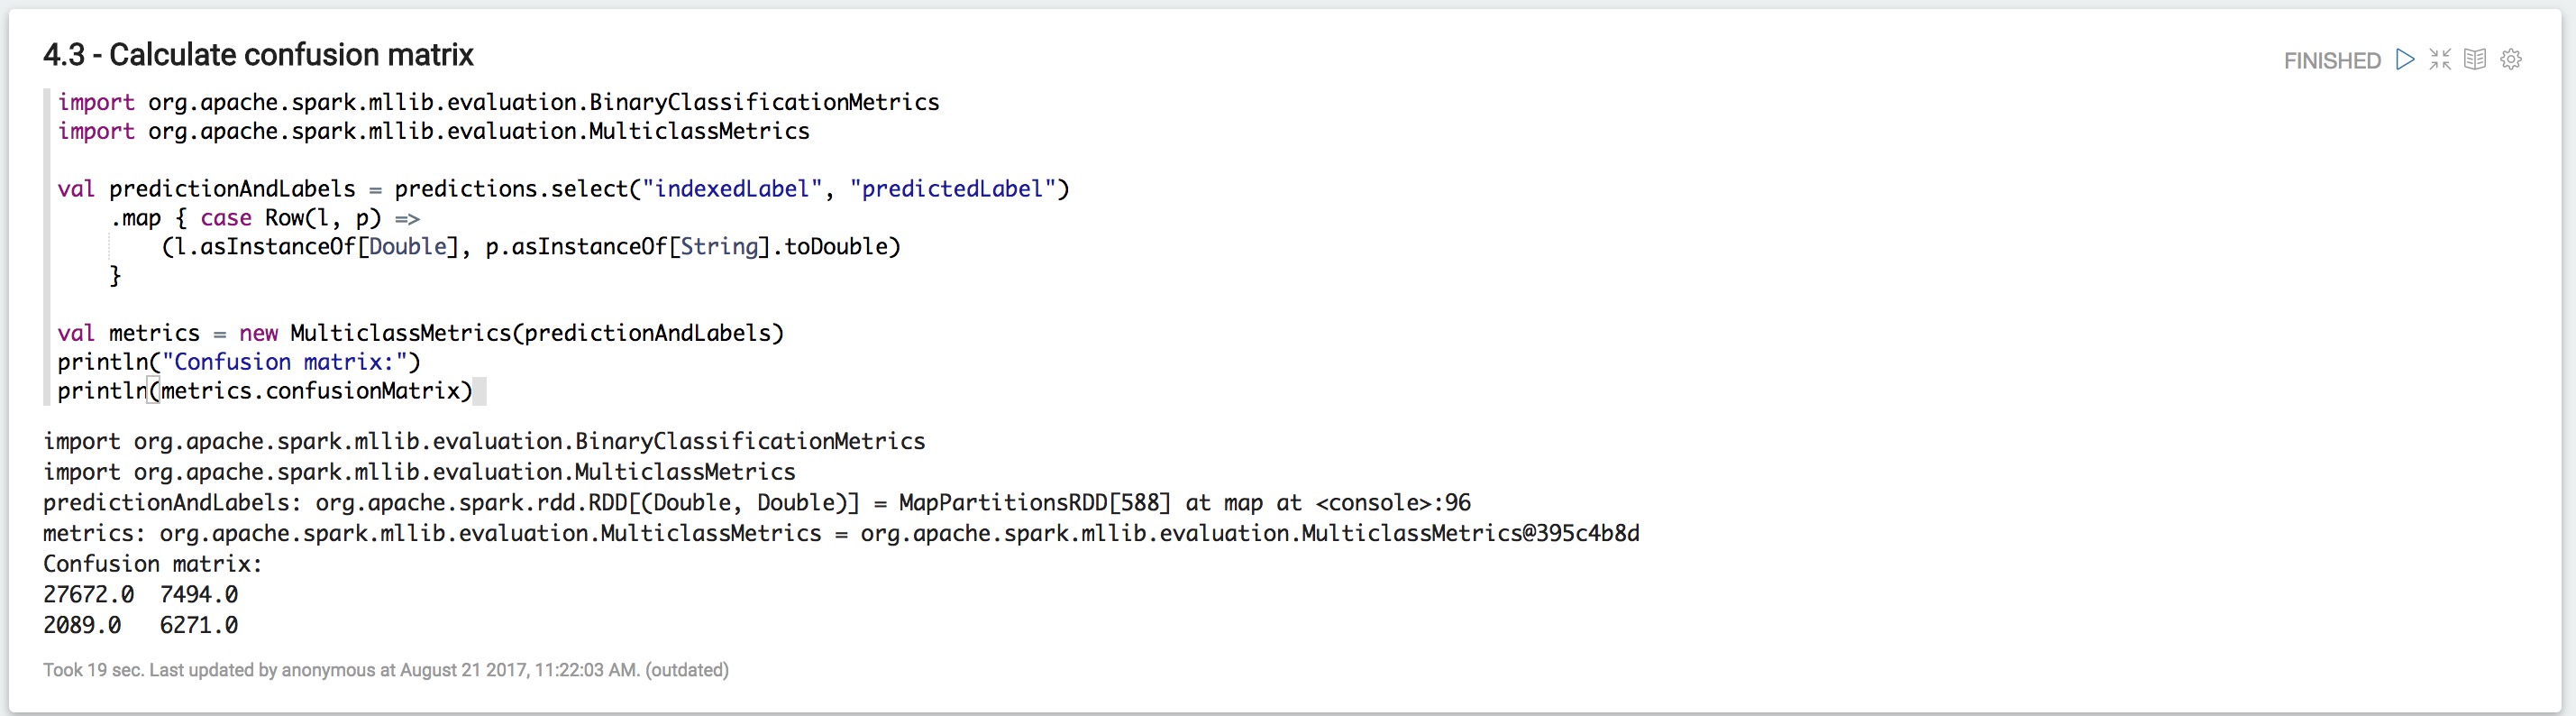 4.3 - Calculate confusion matrix
FINISHED
import org.apache.spark.mllib.evaluation.BinaryClassificationMetrics
import org.apache.spark.mllib.evaluation.MulticlassMetrics
val predictionAndLabels = predictions.select("indexedLabel", "predictedLabel")
.map { case Row(l, p) =>
(l.asInstanceOf[Double], p.asInstanceOf[String].toDouble)
}
val metrics = new MulticlassMetrics(predictionAndLabels)
println("Confusion matrix:")
println(metrics.confusionMatrix)
import org.apache.spark.mllib.evaluation.BinaryClassificationMetrics
import org.apache.spark.mllib.evaluation.MulticlassMetrics
predictionAndLabels: org.apache.spark.rdd.RDD[(Double, Double)] = MapPartitionsRDD[588] at map at <console>:96
metrics: org.apache.spark.mllib.evaluation.MulticlassMetrics = org.apache.spark.mllib.evaluation.MulticlassMetrics@395c4b8d
Confusion matrix:
27672.0 7494.0
2089.0 6271.0
Took 19 sec. Last updated by anonymous at August 21 2017, 11:22:03 AM. (outdated)